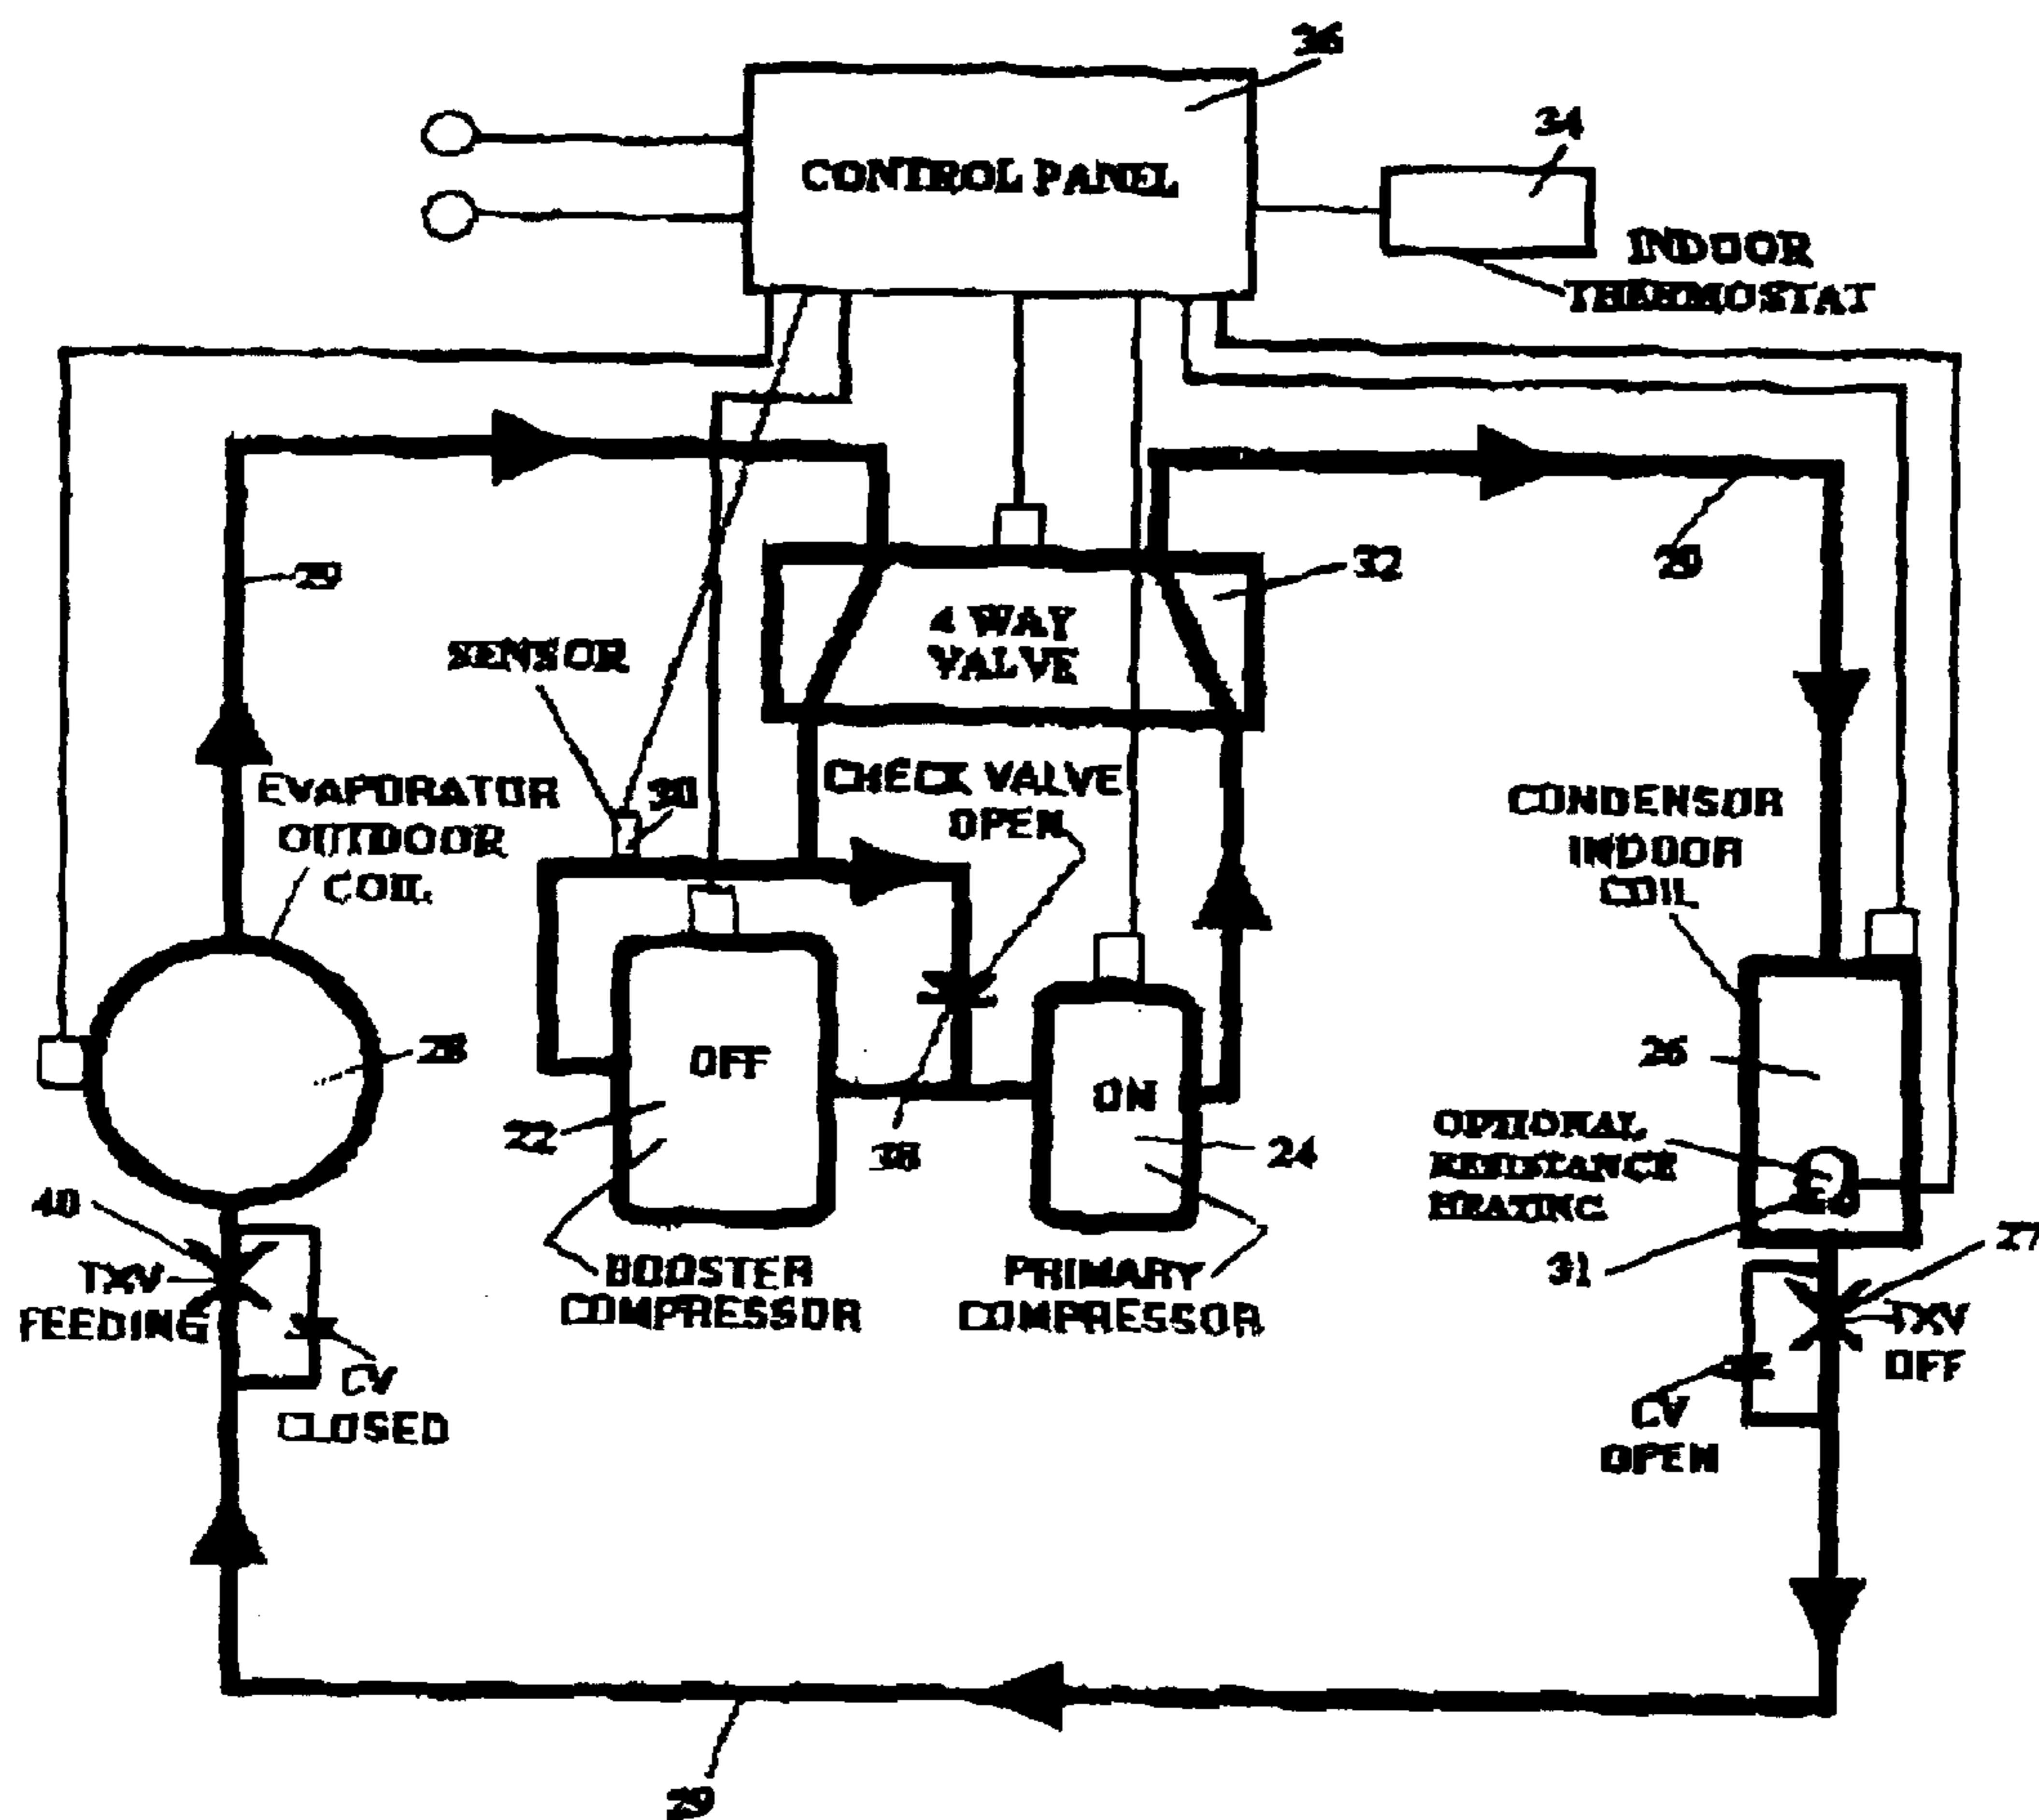 36
CONTROL PANEL
34
INDOOR
THERMOSTAT
29
29
32
4 WAY
VALVE
SENSOR
30
CHECK VALVE
OPEN
EVAPORATOR
OUTDOOR
COIL
CONDENSOR
INDOOR
COIL
28
OFF
ON
26
22
38
24
OPTIONAL
RESISTANCE
HEATING
31
27
40
TXV
FEEDING
CV
CLOSED
BOOSTER
COMPRESSOR
PRIMARY
COMPRESSOR
TXV
OFF
CV
OPEN
29